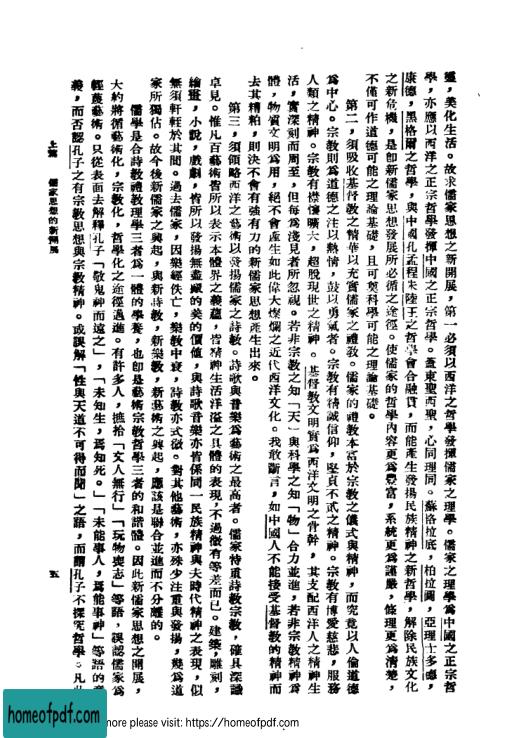 靈，美化生活。故求儒家思想之新開展，第一必須以西洋之哲學發揮儒家之理學。儒家之理學爲中國之正宗哲
學，亦應以西洋之正宗哲學發揮中國之正宗哲學。蓋東聖西聖，心同理同。蘇格拉底，柏拉圖，亞理士多德，
康德，黑格爾之哲學，與中國孔孟程朱陸王之哲學會合融貫，而能產生發揚民族精神之新哲學，解除民族文化
之新危機，是卽新儒家思想發展所必循之途徑。使儒家的哲學內容更爲豐富，系統更爲謹嚴，條理更爲清楚，
不僅可作道德可能之理論基礎，且可奠科學可能之理論基礎。
第二，須吸收基督教之精華以充實儒家之禮教。儒家的禮教本富於宗教之儀式與精神，而究竟以人倫道德
爲中心。宗教則爲道德之注以熱情，鼓以勇氣者。宗教有精誠信仰，堅貞不貳之精神。宗教有博愛慈悲，服務
人類之精神。宗教有襟懷曠大，超脫現世之精神。基督教文明實爲西洋文明之骨幹，其支配西洋人之精神生
活，實深刻而周至，但每爲淺見者所忽視。若非宗教之知「天」與科學之知「物」合力並進，若非宗教精神爲
體，物質文明爲用，絕不會產生如此偉大燦爛之近代西洋文化。我敢斷言，如中國人不能接受基督教的精神而
去其糟粕，則決不會有強有力的新儒家思想產生出來。
第三，須領略西洋之藝術以發揚儒家之詩教。詩歌與音樂爲藝術之最高者。儒家特重詩教樂教，確具深識
卓見。惟凡百藝術皆所以表示本體界之義蘊，皆精神生活洋溢之具體的表現，不過微有等差而已。建築，雕刻，
繪畫，小說，戲劇，皆所以發揚無盡藏的美的價値，與詩歌音樂亦皆係同一民族精神與夫時代精神之表現，似
無須軒輊於其間。過去儒家，因樂經佚亡，樂教中衰，詩教亦式微。對其他藝術，亦殊少注重與發揚，幾爲道
家所獨佔。故今後新儒家之興起，與新詩教，新樂教，新藝術之興起，應該是聯合並進而不分離的。
儒學是合詩教禮教理學三者爲一體的學養，也卽是藝術宗教哲學三者的和諧體。因此新儒家思想之開展，
大約將循藝術化，宗教化，哲學化之途徑邁進。有許多人，摭拾「文人無行」「玩物喪志」等語，誤認儒家爲
輕蔑藝術。只從表面去解釋孔子「敬鬼神而遠之」，「未知生，焉知死。」「未能事人，焉能事神」等語的意
義，而否認孔子之有宗教思想與宗教精神。或誤解「性與天道不可得而聞」之語，而謂孔子不探究哲學。凡此
上篇　儒家思想的新開展
五
homeofpdf.com
more please visit: https://homeofpdf.com